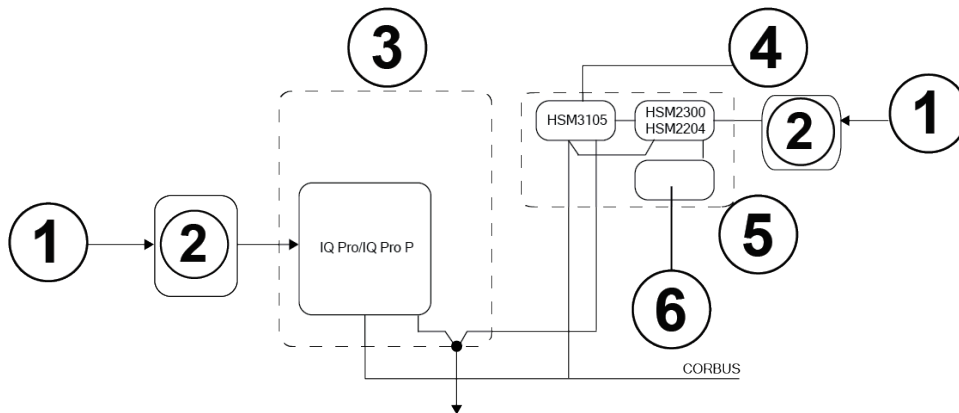 3
4
HSM3105
HSM2300
HSM2204
2
1
1
2
IQ Pro/IQ Pro P
5
6
CORBUS